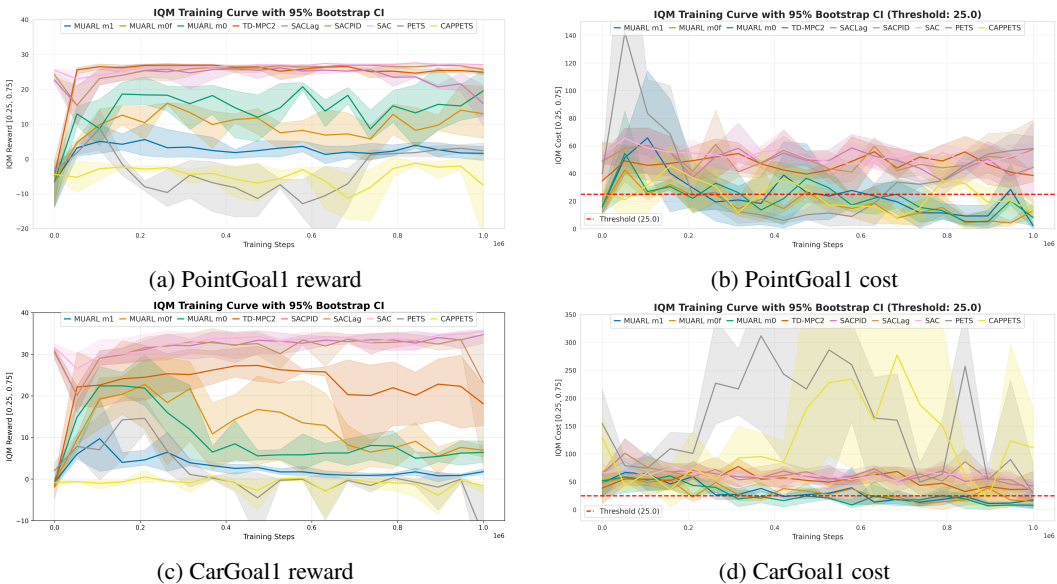 IQM Training Curve with 95% Bootstrap CI
MUARL m1 MUARL m0f MUARL m0 TD-MPC2 SACLag SACPID SAC PETS CAPPETS
IQM Reward [0.25, 0.75]
40
30
20
10
0
−10
−20
0.0 0.2 0.4 0.6 0.8 1.0
1e6
Training Steps
(a) PointGoal1 reward
IQM Training Curve with 95% Bootstrap CI (Threshold: 25.0)
MUARL m1 MUARL m0f MUARL m0 TD-MPC2 SACLag SACPID SAC PETS CAPPETS
IQM Cost [0.25, 0.75]
140
120
100
80
60
40
20
0
Threshold (25.0)
0.0 0.2 0.4 0.6 0.8 1.0
1e6
Training Steps
(b) PointGoal1 cost
IQM Training Curve with 95% Bootstrap CI
MUARL m1 MUARL m0f MUARL m0 TD-MPC2 SACPID SACLag SAC PETS CAPPETS
IQM Reward [0.25, 0.75]
40
30
20
10
0
−10
0.0 0.2 0.4 0.6 0.8 1.0
1e6
Training Steps
(c) CarGoal1 reward
IQM Training Curve with 95% Bootstrap CI (Threshold: 25.0)
MUARL m1 MUARL m0f MUARL m0 TD-MPC2 SACPID SACLag SAC PETS CAPPETS
IQM Cost [0.25, 0.75]
350
300
250
200
150
100
50
0
Threshold (25.0)
0.0 0.2 0.4 0.6 0.8 1.0
1e6
Training Steps
(d) CarGoal1 cost